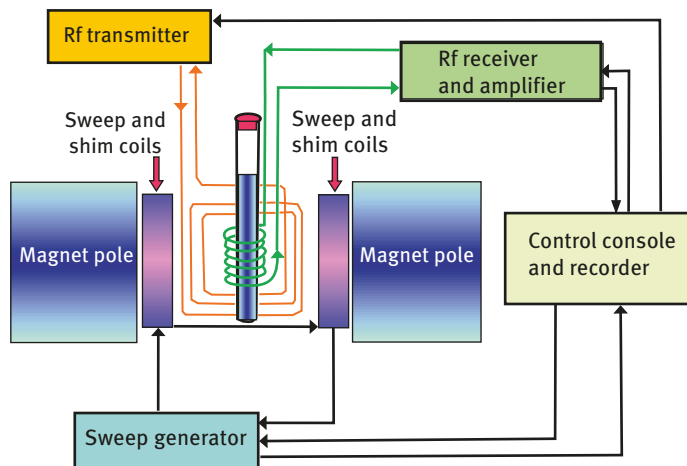 Rf transmitter
Rf receiver
and amplifier
Sweep and
shim coils
Sweep and
shim coils
Magnet pole
Magnet pole
Control console
and recorder
Sweep generator